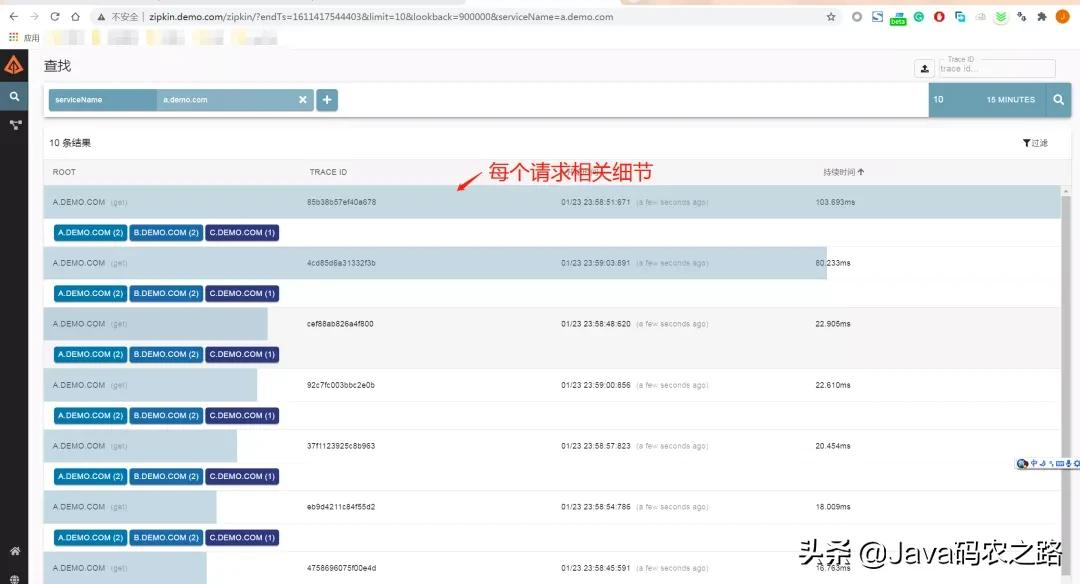 不安全 | zipkin.demo.com/zipkin/?endTs=1611417544403&limit=10&lookback=900000&serviceName=a.demo.com
beta
应用
查找
Trace ID
trace id...
serviceName a.demo.com
10 15 MINUTES
10 条结果
过滤
每个请求相关细节
ROOT TRACE ID 持续时间
A.DEMO.COM (get) 85b38b57ef40a678 01/23 23:58:51:671 (a few seconds ago) 103.693ms
A.DEMO.COM (2) B.DEMO.COM (2) C.DEMO.COM (1)
A.DEMO.COM (get) 4cd85d6a31332f3b 01/23 23:59:03:891 (a few seconds ago) 80.233ms
A.DEMO.COM (2) B.DEMO.COM (2) C.DEMO.COM (1)
A.DEMO.COM (get) cef88ab826a4f800 01/23 23:58:48:620 (a few seconds ago) 22.905ms
A.DEMO.COM (2) B.DEMO.COM (2) C.DEMO.COM (1)
A.DEMO.COM (get) 92c7fc003bbc2e0b 01/23 23:59:00:856 (a few seconds ago) 22.610ms
A.DEMO.COM (2) B.DEMO.COM (2) C.DEMO.COM (1)
A.DEMO.COM (get) 37f1123925c8b963 01/23 23:58:57:823 (a few seconds ago) 20.454ms
中
A.DEMO.COM (2) B.DEMO.COM (2) C.DEMO.COM (1)
A.DEMO.COM (get) eb9d4211c84f55d2 01/23 23:58:54:786 (a few seconds ago) 18.009ms
A.DEMO.COM (2) B.DEMO.COM (2) C.DEMO.COM (1)
头条 @Java码农之路
A.DEMO.COM (get) 4758696075f00e4d 01/23 23:58:45:591 (a few seconds ago) 16.763ms